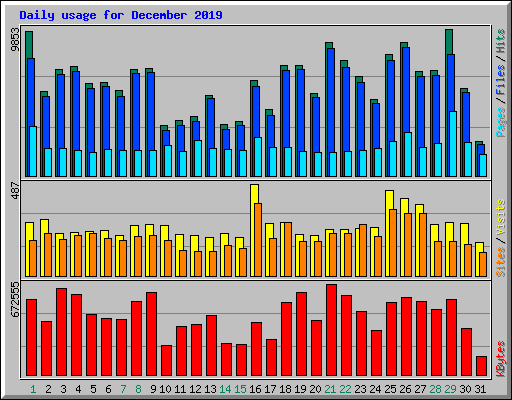 Daily usage for December 2019
9853
Pages / Files / Hits
487
Sites / Visits
672555
KBytes
1 2 3 4 5 6 7 8 9 10 11 12 13 14 15 16 17 18 19 20 21 22 23 24 25 26 27 28 29 30 31